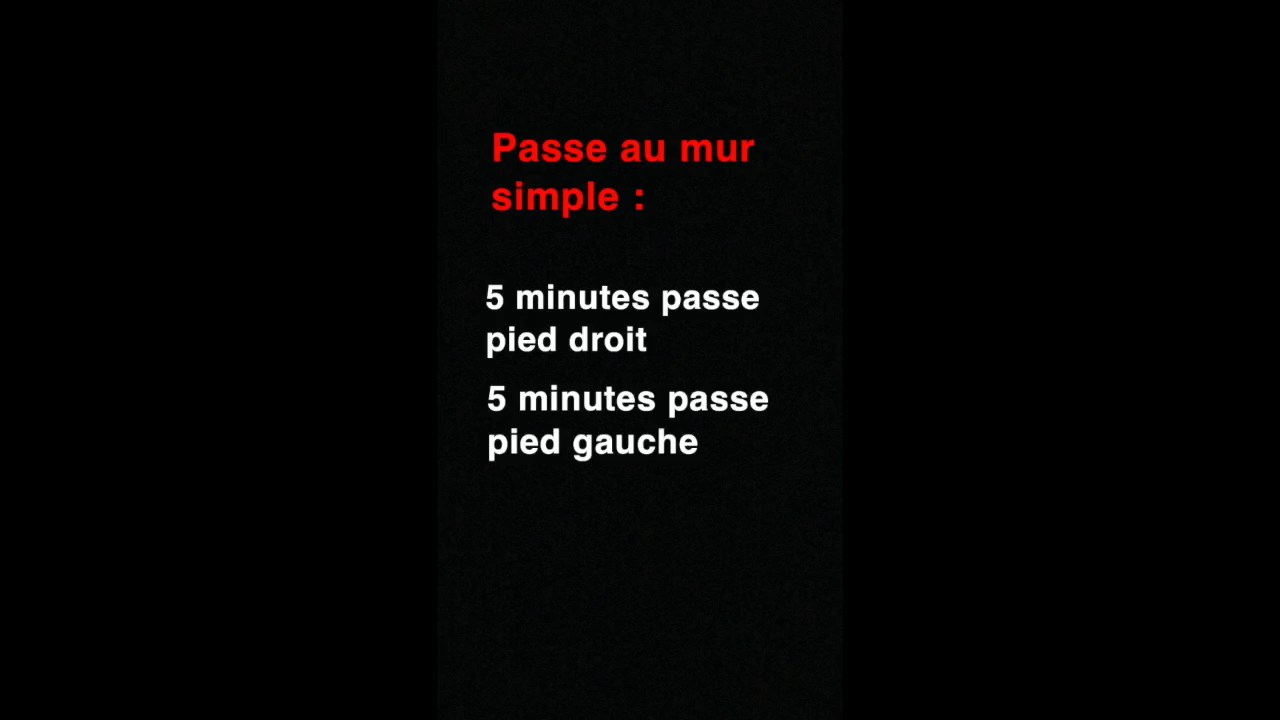 Passe au mur
simple :
5 minutes passe
pied droit
5 minutes passe
pied gauche